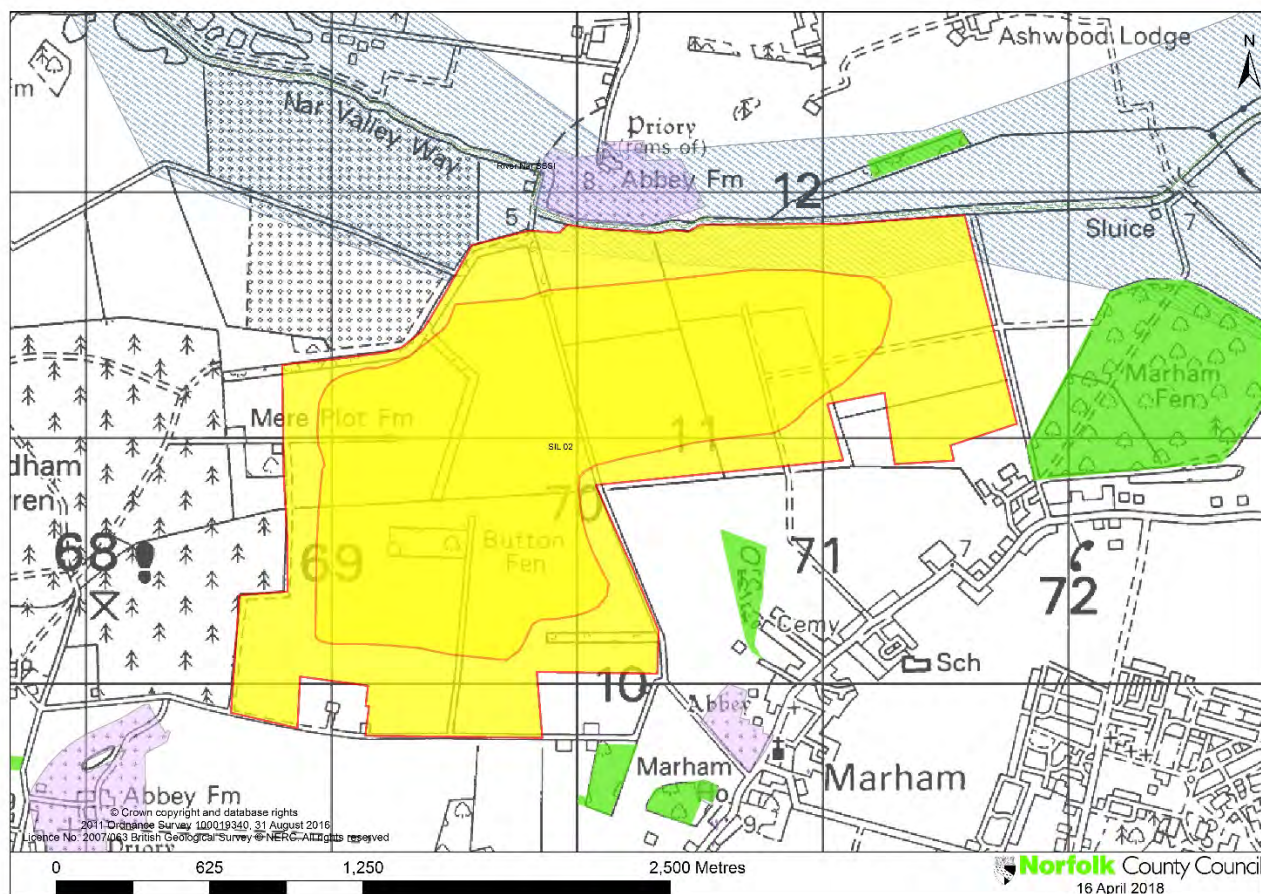 Ashwood Lodge
N
m
Nar Valley Way
Priory
(rems of)
River Nar SSSI
8
Abbey Fm
12
5
7
Sluice
Marham
Fen
Mere Plot Fm
11
SIL 02
dham
ren
70
68
69
Button
Fen
71
7
72
Cemy
Sch
10
Abbey
Marham
Ho
Marham
9
Abbey Fm
Priory
© Crown copyright and database rights
2011 Ordnance Survey 100019340, 31 August 2016
Licence No. 2007/063 British Geological Survey © NERC. All rights reserved
0 625 1,250 2,500 Metres
Norfolk County Council
16 April 2018